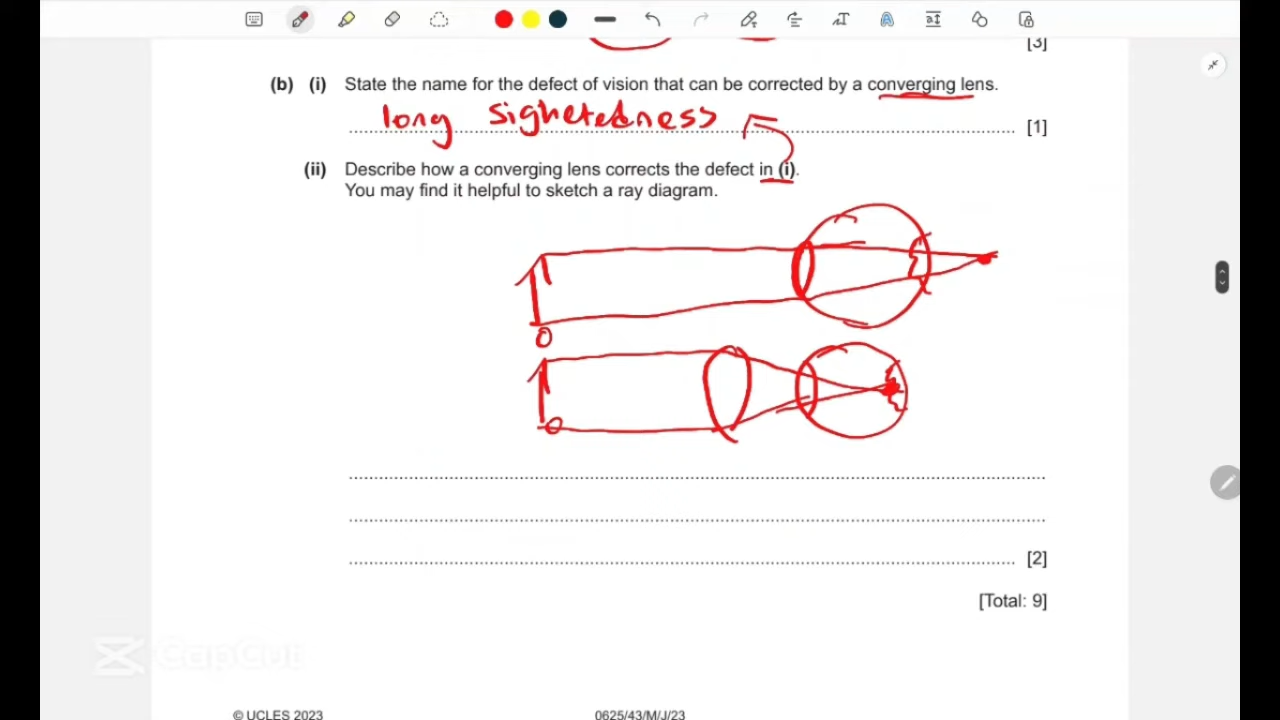 [3]
(b) (i) State the name for the defect of vision that can be corrected by a converging lens.
long sightedness
[1]
(ii) Describe how a converging lens corrects the defect in (i).
You may find it helpful to sketch a ray diagram.
O
O
[2]
[Total: 9]
CapCut
© UCLES 2023 0625/43/M/J/23